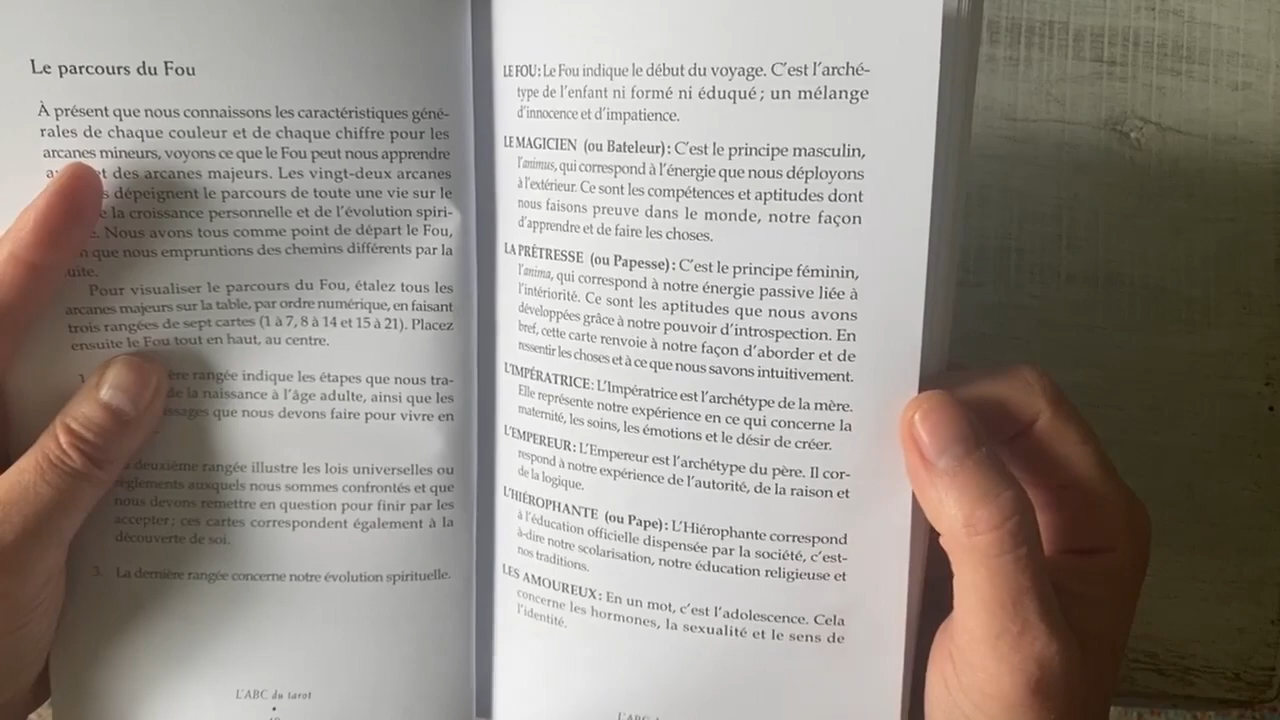 Le parcours du Fou
À présent que nous connaissons les caractéristiques géné-
rales de chaque couleur et de chaque chiffre pour les
arcanes mineurs, voyons ce que le Fou peut nous apprendre
et des arcanes majeurs. Les vingt-deux arcanes
dépeignent le parcours de toute une vie sur le
la croissance personnelle et de l'évolution spiri-
Nous avons tous comme point de départ le Fou,
que nous empruntions des chemins différents par la
uite.
Pour visualiser le parcours du Fou, étalez tous les
arcanes majeurs sur la table, par ordre numérique, en faisant
trois rangées de sept cartes (1 à 7, 8 à 14 et 15 à 21). Placez
ensuite le Fou tout en haut, au centre.
1 ère rangée indique les étapes que nous tra-
de la naissance à l'âge adulte, ainsi que les
ssages que nous devons faire pour vivre en
deuxième rangée illustre les lois universelles ou
règlements auxquels nous sommes confrontés et que
nous devons remettre en question pour finir par les
accepter ; ces cartes correspondent également à la
découverte de soi.
3. La dernière rangée concerne notre évolution spirituelle.
L'ABC du tarot
•
LE FOU : Le Fou indique le début du voyage. C'est l'arché-
type de l'enfant ni formé ni éduqué ; un mélange
d'innocence et d'impatience.
LE MAGICIEN (ou Bateleur) : C'est le principe masculin,
l'animus, qui correspond à l'énergie que nous déployons
à l'extérieur. Ce sont les compétences et aptitudes dont
nous faisons preuve dans le monde, notre façon
d'apprendre et de faire les choses.
LA PRÊTRESSE (ou Papesse) : C'est le principe féminin,
l'anima, qui correspond à notre énergie passive liée à
l'intériorité. Ce sont les aptitudes que nous avons
développées grâce à notre pouvoir d'introspection. En
bref, cette carte renvoie à notre façon d'aborder et de
ressentir les choses et à ce que nous savons intuitivement.
L'IMPÉRATRICE : L'Impératrice est l'archétype de la mère.
Elle représente notre expérience en ce qui concerne la
maternité, les soins, les émotions et le désir de créer.
L'EMPEREUR : L'Empereur est l'archétype du père. Il cor-
respond à notre expérience de l'autorité, de la raison et
de la logique.
L'HIÉROPHANTE (ou Pape) : L'Hiérophante correspond
à l'éducation officielle dispensée par la société, c'est-
à-dire notre scolarisation, notre éducation religieuse et
nos traditions.
LES AMOUREUX : En un mot, c'est l'adolescence. Cela
concerne les hormones, la sexualité et le sens de
l'identité.